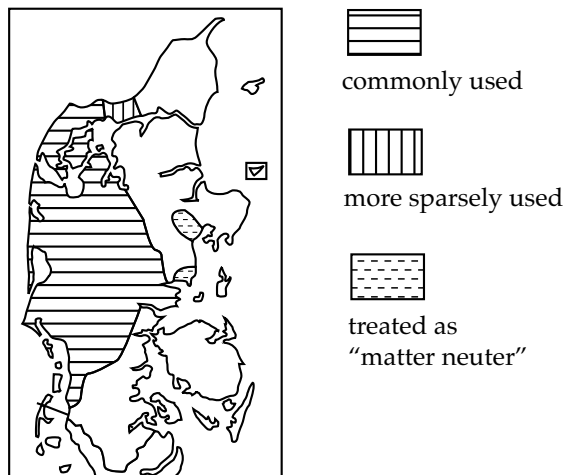 commonly used
more sparsely used
treated as
“matter neuter”